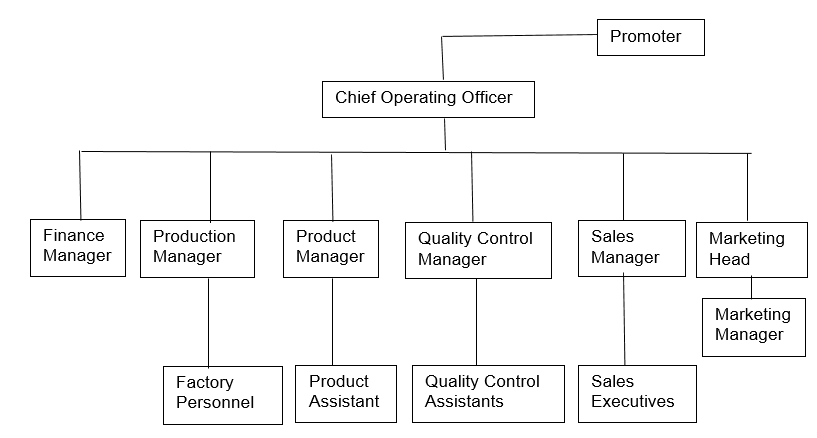 Promoter
Chief Operating Officer
Finance
Manager
Production
Manager
Product
Manager
Quality Control
Manager
Sales
Manager
Marketing
Head
Marketing
Manager
Factory
Personnel
Product
Assistant
Quality Control
Assistants
Sales
Executives